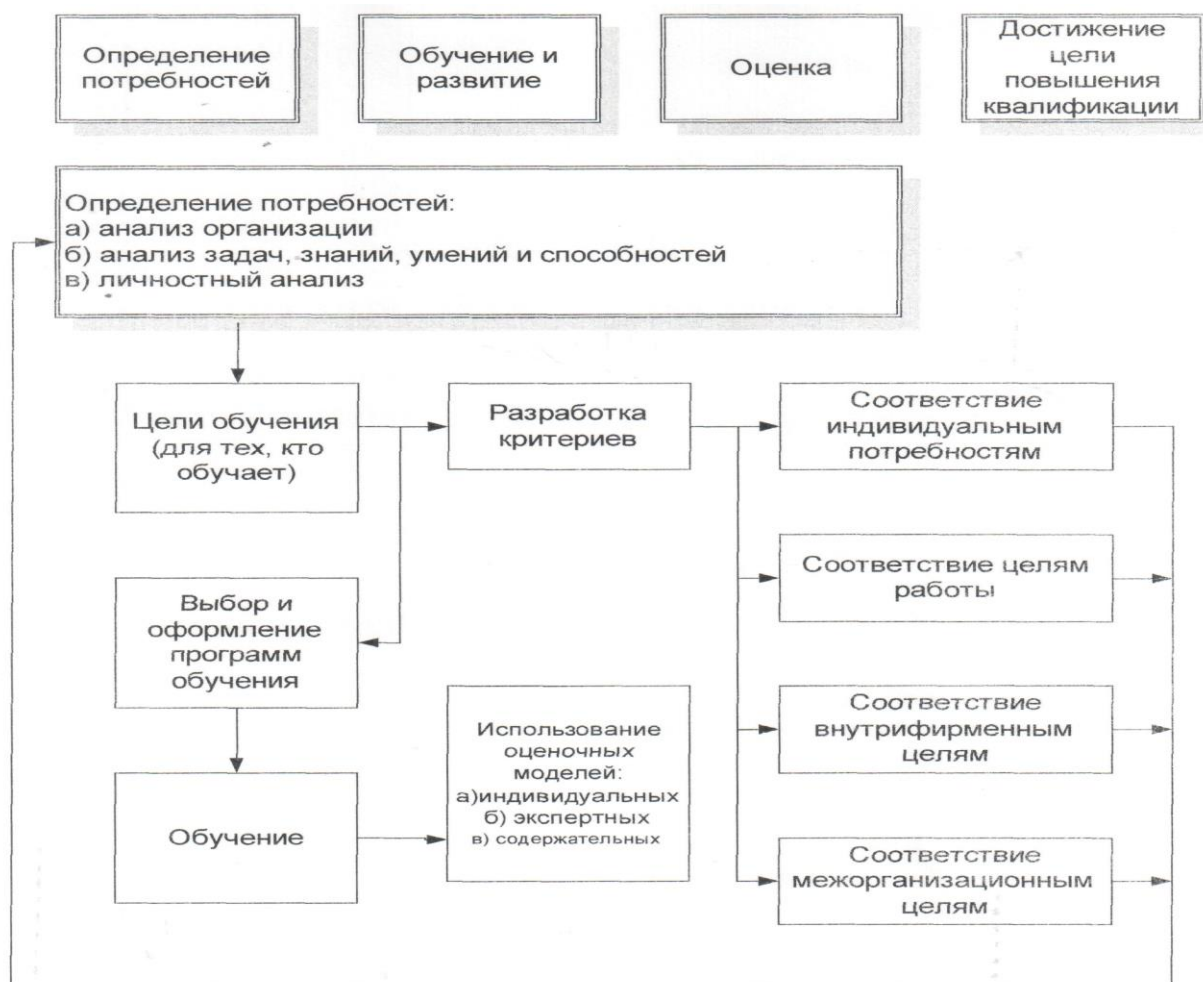 Определение
потребностей
Обучение и
развитие
Оценка
Достижение
цели
повышения
квалификации
Определение потребностей:
а) анализ организации
б) анализ задач, знаний, умений и способностей
в) личностный анализ
Цели обучения
(для тех, кто
обучает)
Разработка
критериев
Соответствие
индивидуальным
потребностям
Соответствие целям
работы
Выбор и
оформление
программ
обучения
Использование
оценочных
моделей:
а)индивидуальных
б) экспертных
в) содержательных
Соответствие
внутрифирменным
целям
Обучение
Соответствие
межорганизационным
целям